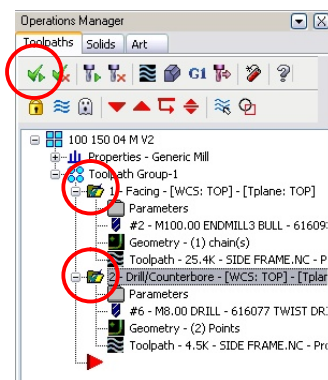 Operations Manager
Toolpaths Solids Art
G1
100 150 04 M V2
Properties - Generic Mill
Toolpath Group-1
1 - Facing - [WCS: TOP] - [Tplane: TOP]
Parameters
#2 - M100.00 ENDMILL3 BULL - 61609
Geometry - (1) chain(s)
Toolpath - 25.4K - SIDE FRAME.NC - P
2 - Drill/Counterbore - [WCS: TOP] - [Tplan
Parameters
#6 - M8.00 DRILL - 616077 TWIST DR
Geometry - (2) Points
Toolpath - 4.5K - SIDE FRAME.NC - Pro